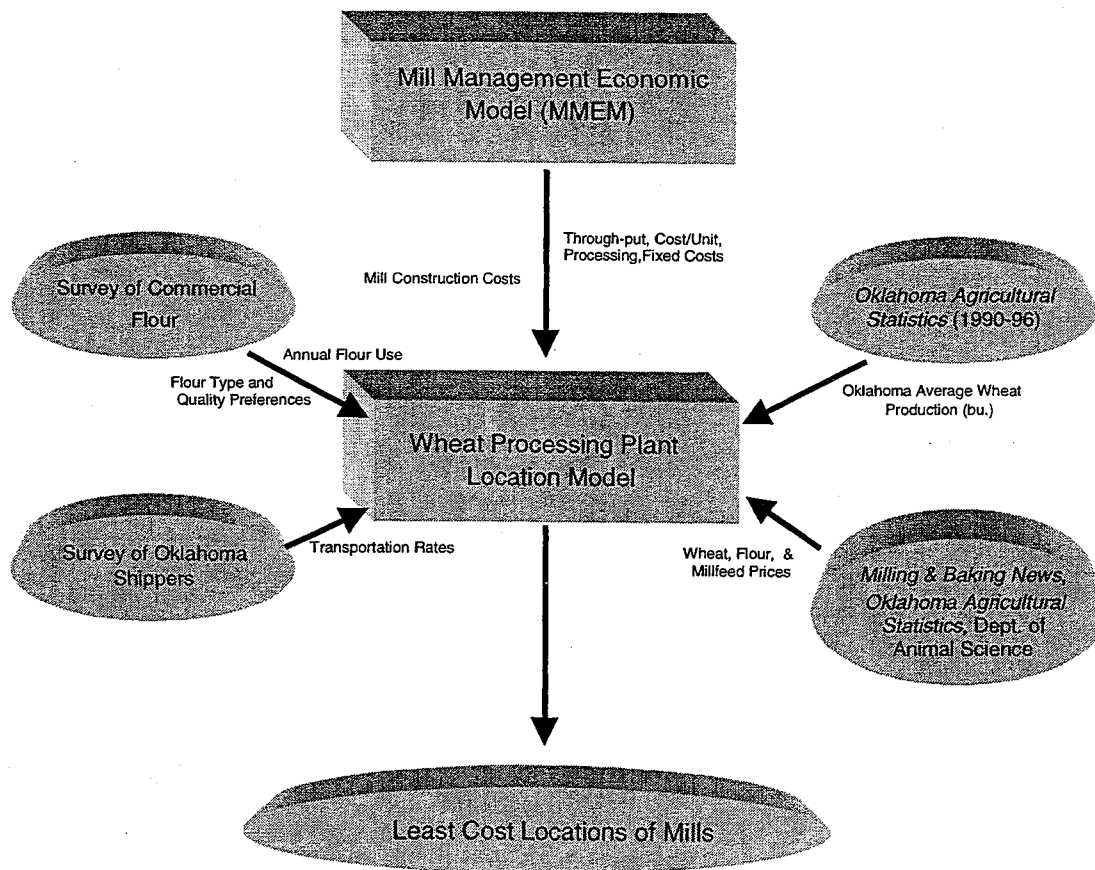 Mill Management Economic
Model (MMEM)
Through-put, Cost/Unit,
Processing,Fixed Costs
Mill Construction Costs
Survey of Commercial
Flour
Oklahoma Agricultural
Statistics (1990-96)
Annual Flour Use
Flour Type and
Quality Preferences
Oklahoma Average Wheat
Production (bu.)
Wheat Processing Plant
Location Model
Survey of Oklahoma
Shippers
Transportation Rates
Wheat, Flour, &
Millfeed Prices
Milling & Baking News,
Oklahoma Agricultural
Statistics, Dept. of
Animal Science
Least Cost Locations of Mills